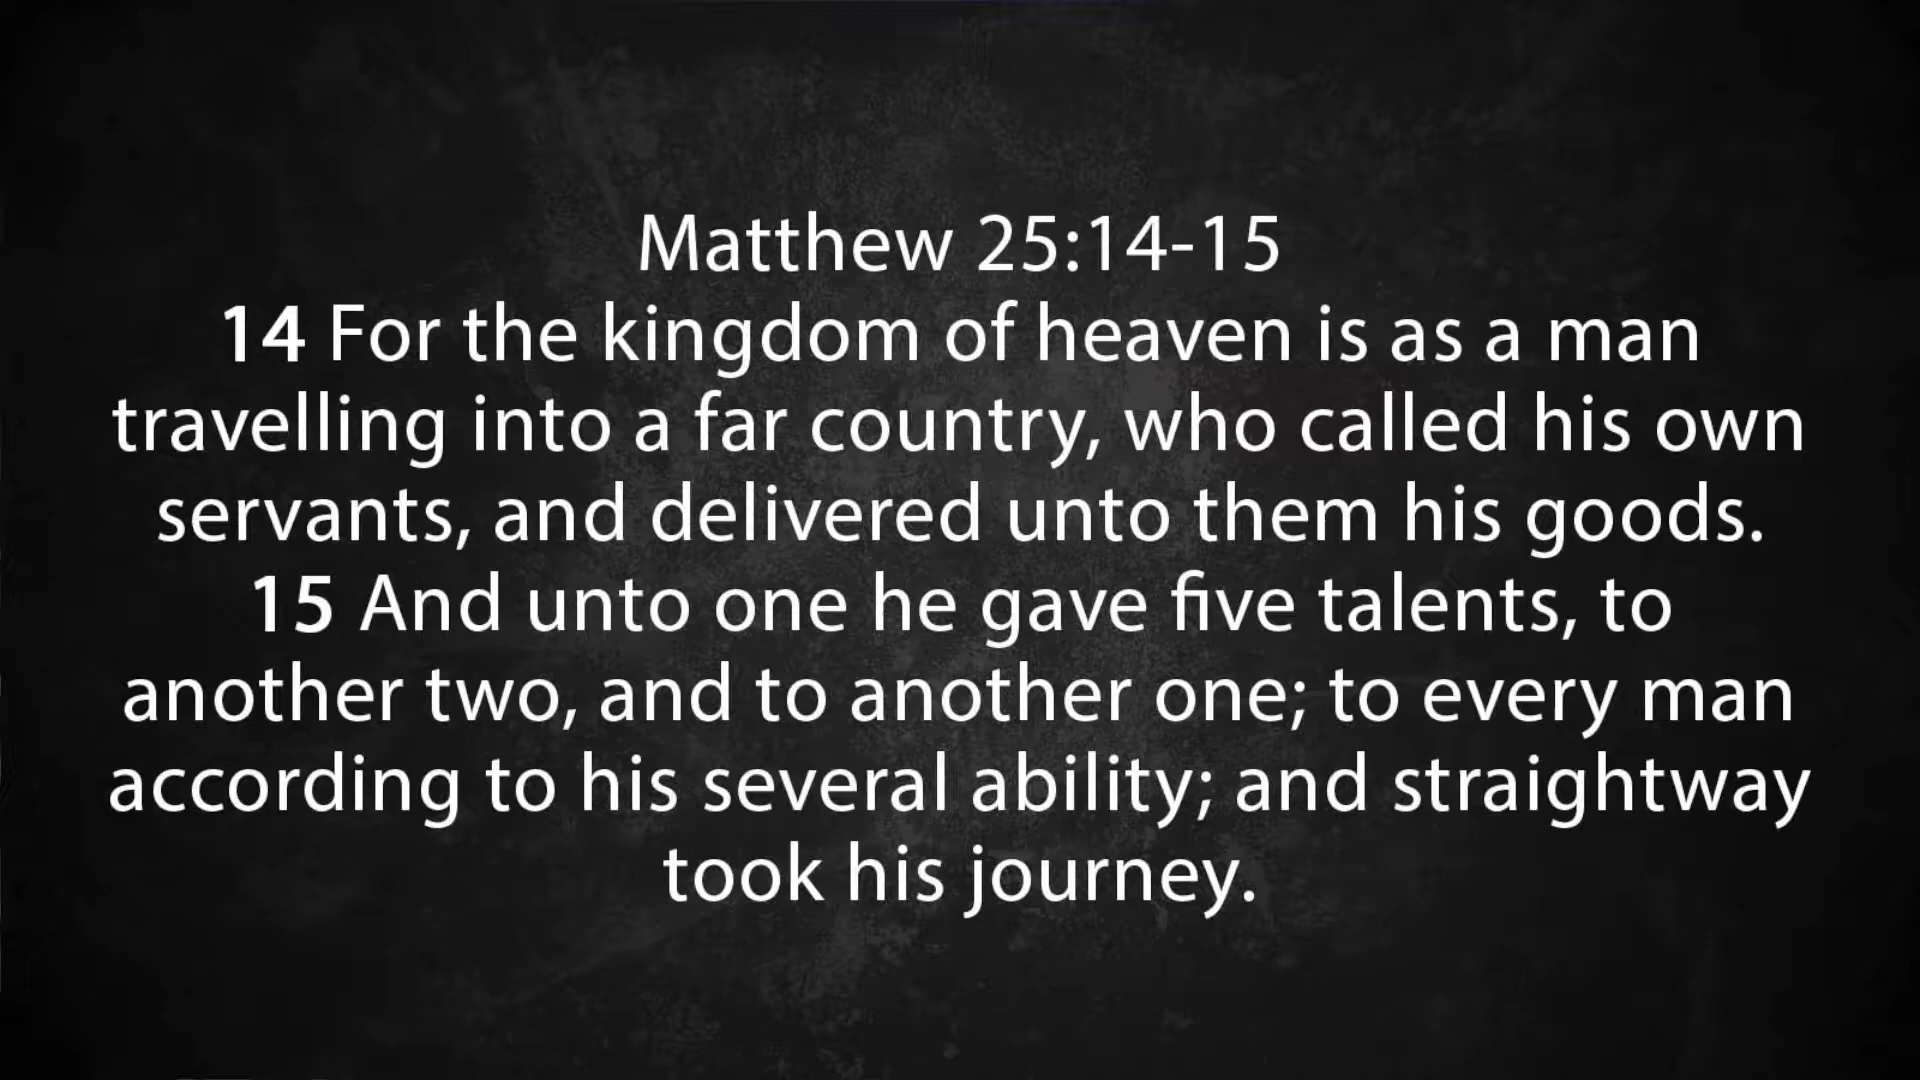 Matthew 25:14-15
14 For the kingdom of heaven is as a man
travelling into a far country, who called his own
servants, and delivered unto them his goods.
15 And unto one he gave five talents, to
another two, and to another one; to every man
according to his several ability; and straightway
took his journey.